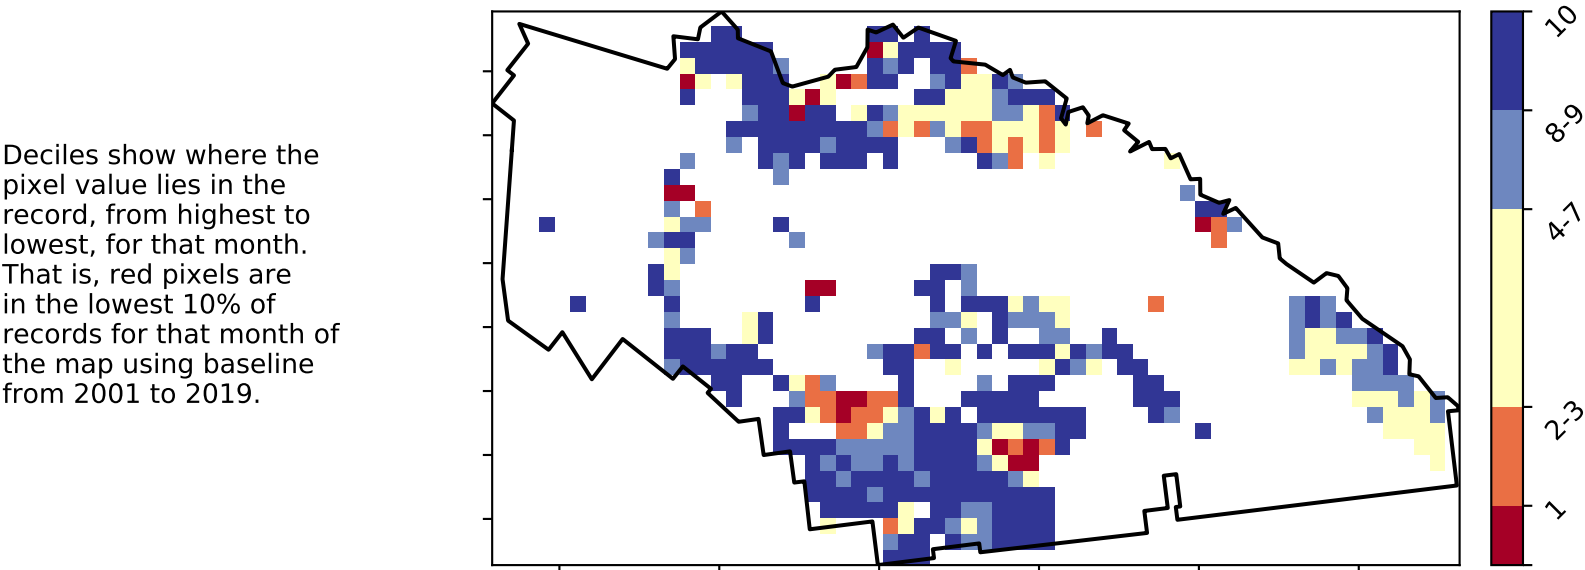 Deciles show where the
pixel value lies in the
record, from highest to
lowest, for that month.
That is, red pixels are
in the lowest 10% of
records for that month of
the map using baseline
from 2001 to 2019.
10
8-9
4-7
2-3
1